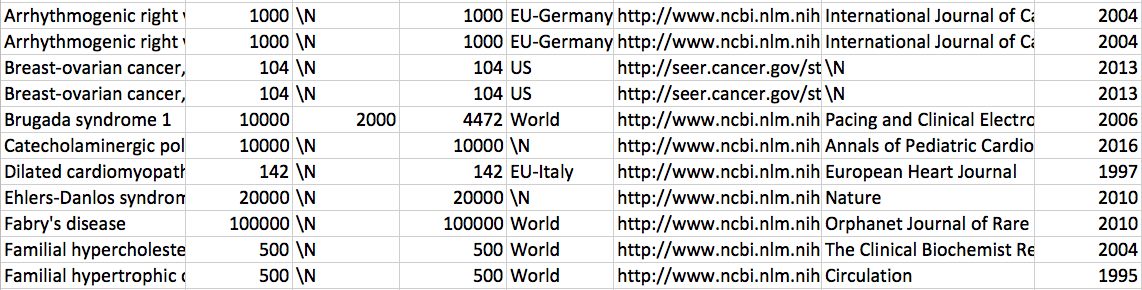 Arrhythmogenic right 1000 \N 1000 EU-Germany http://www.ncbi.nlm.nih International Journal of Ca 2004
Arrhythmogenic right 1000 \N 1000 EU-Germany http://www.ncbi.nlm.nih International Journal of Ca 2004
Breast-ovarian cancer, 104 \N 104 US http://seer.cancer.gov/st \N 2013
Breast-ovarian cancer, 104 \N 104 US http://seer.cancer.gov/st \N 2013
Brugada syndrome 1 10000 2000 4472 World http://www.ncbi.nlm.nih Pacing and Clinical Electro 2006
Catecholaminergic pol 10000 \N 10000 \N http://www.ncbi.nlm.nih Annals of Pediatric Cardio 2016
Dilated cardiomyopath 142 \N 142 EU-Italy http://www.ncbi.nlm.nih European Heart Journal 1997
Ehlers-Danlos syndrom 20000 \N 20000 \N http://www.ncbi.nlm.nih Nature 2010
Fabry's disease 100000 \N 100000 World http://www.ncbi.nlm.nih Orphanet Journal of Rare 2010
Familial hypercholeste 500 \N 500 World http://www.ncbi.nlm.nih The Clinical Biochemist Re 2004
Familial hypertrophic c 500 \N 500 World http://www.ncbi.nlm.nih Circulation 1995